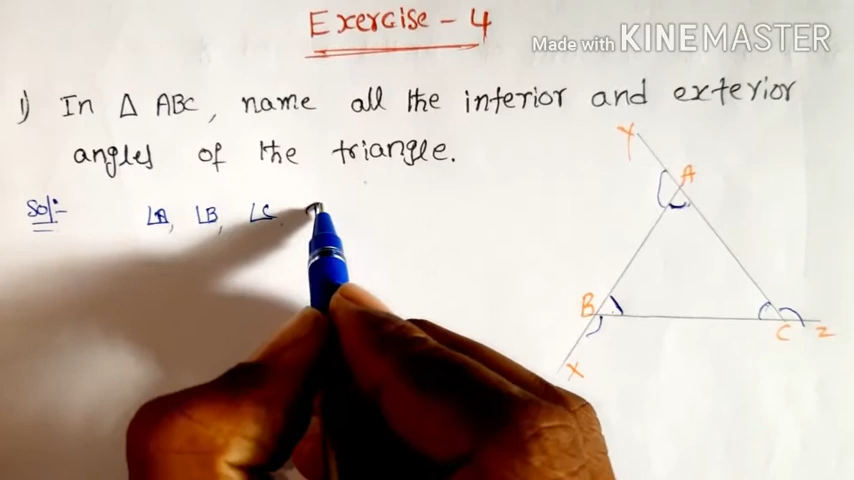 Exercise - 4
Made with KINEMASTER
1) In △ ABC, name all the interior and exterior
angles of the triangle.
Sol:- ∠A, ∠B, ∠C
Y
A
B
C
Z
X